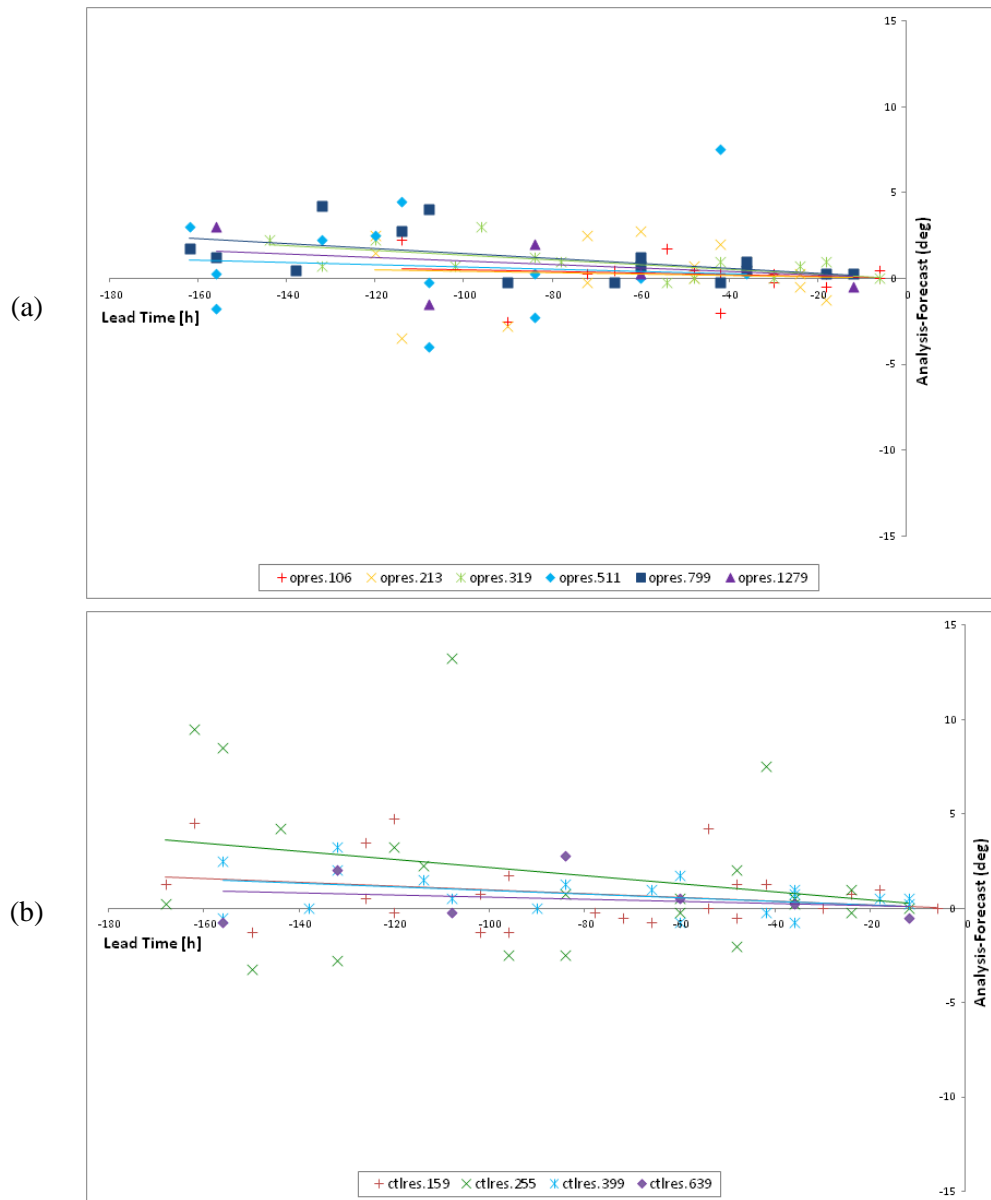 (a)
15
10
5
0
-5
-10
-15
-180 -160 -140 -120 -100 -80 -60 -40 -20 0
Lead Time [h]
Analysis-Forecast (deg)
opres.106 opres.213 opres.319 opres.511 opres.799 opres.1279
(b)
15
10
5
0
-5
-10
-15
-180 -160 -140 -120 -100 -80 -60 -40 -20 0
Lead Time [h]
Analysis-Forecast (deg)
ctlres.159 ctlres.255 ctlres.399 ctlres.639